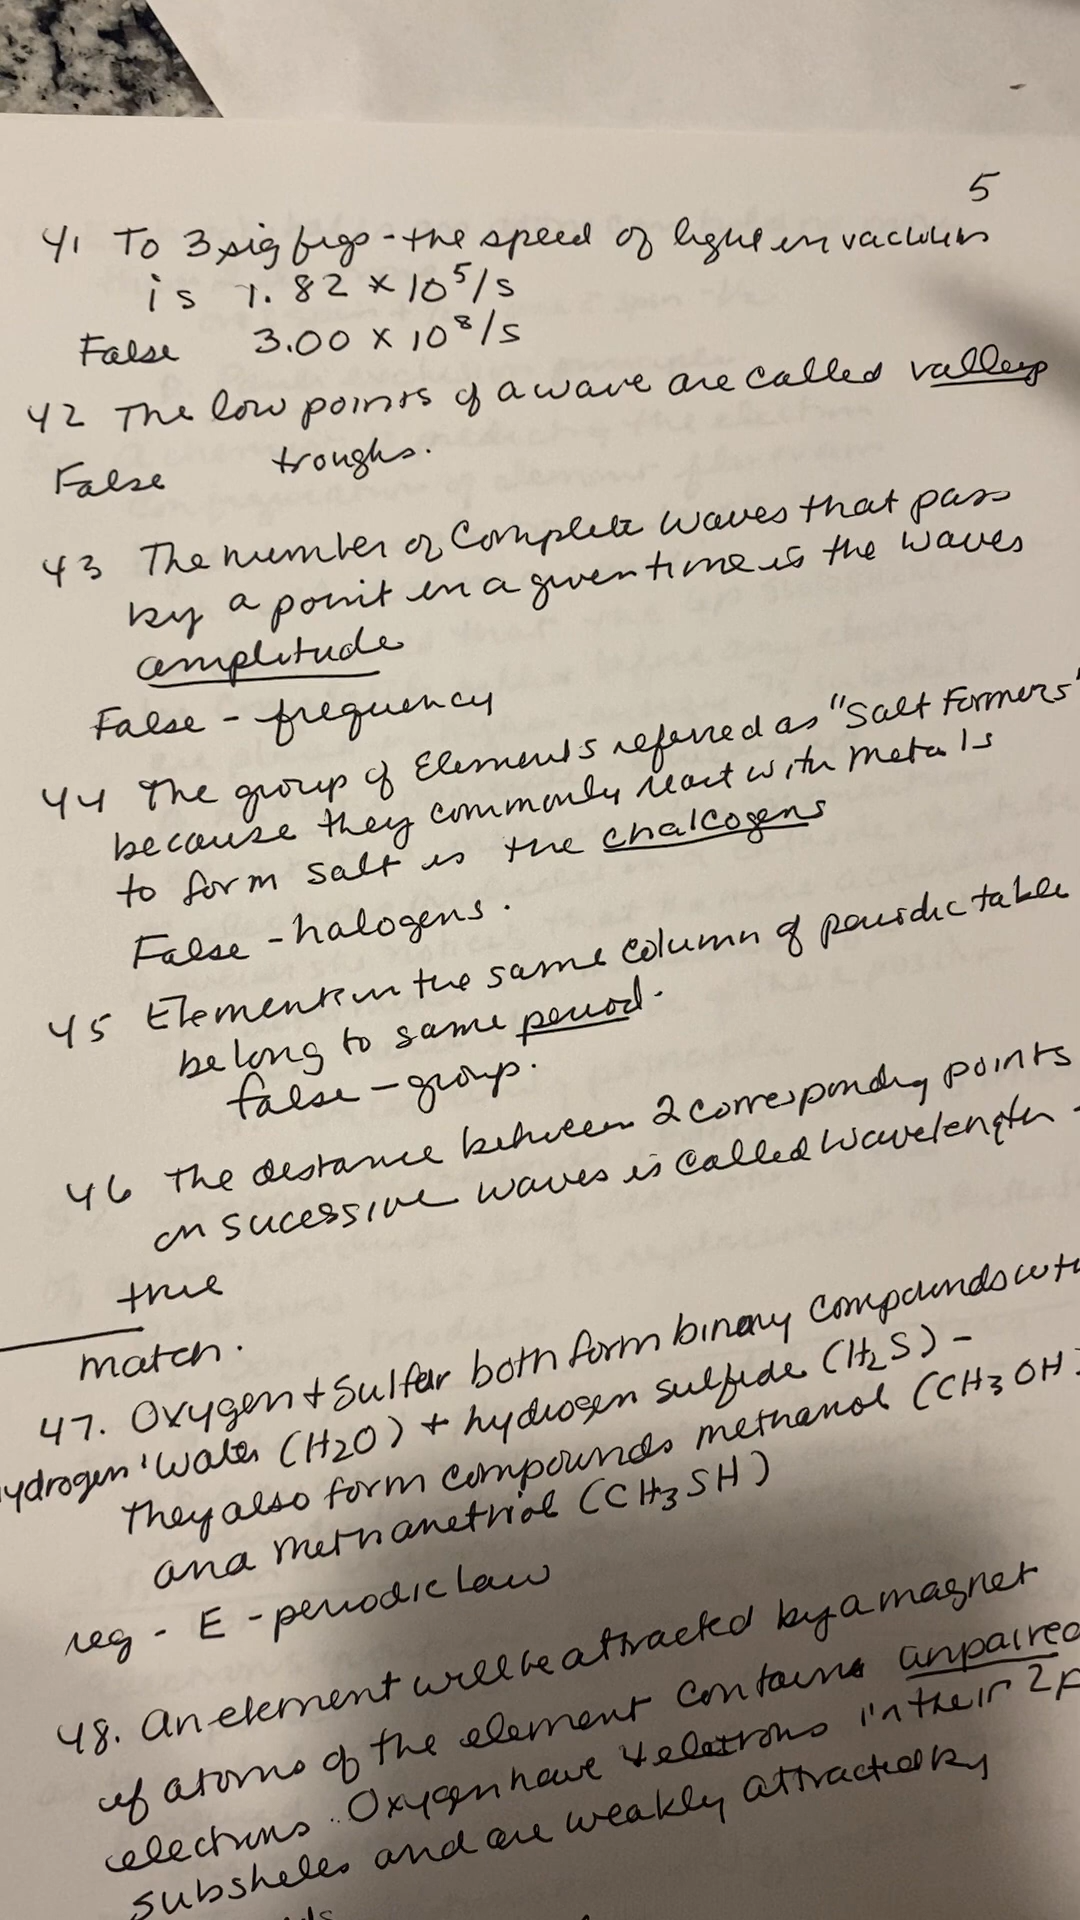 5
41 To 3 sig figs - the speed of light in vacuum
is 1.82 x 10⁵/s
False 3.00 x 10⁸/s
42 The low points of a wave are called valleys
False troughs.
43 The number of complete waves that pass
by a point in a given time is the waves
amplitude
False - frequency
44 The group of Elements referred as "Salt Formers"
because they commonly react with metals
to form salt is the chalcogens
False - halogens.
45 Element in the same column of periodic table
belong to same period.
false - group.
46 The distance between 2 corresponding points
on sucessive waves is called wavelength -
true
match.
47. Oxygen + Sulfur both form binary compounds with
ydrogen 'water (H2O) + hydrogen sulfide (H2S) -
They also form compounds methanol (CH3OH)
and methanethiol (CH3SH)
reg - E - periodic law
48. An element will be attracted by a magnet
if atoms of the element contains unpaired
electrons. Oxygen have 4 eletrons in their 2p
subshells and are weakly attracted by